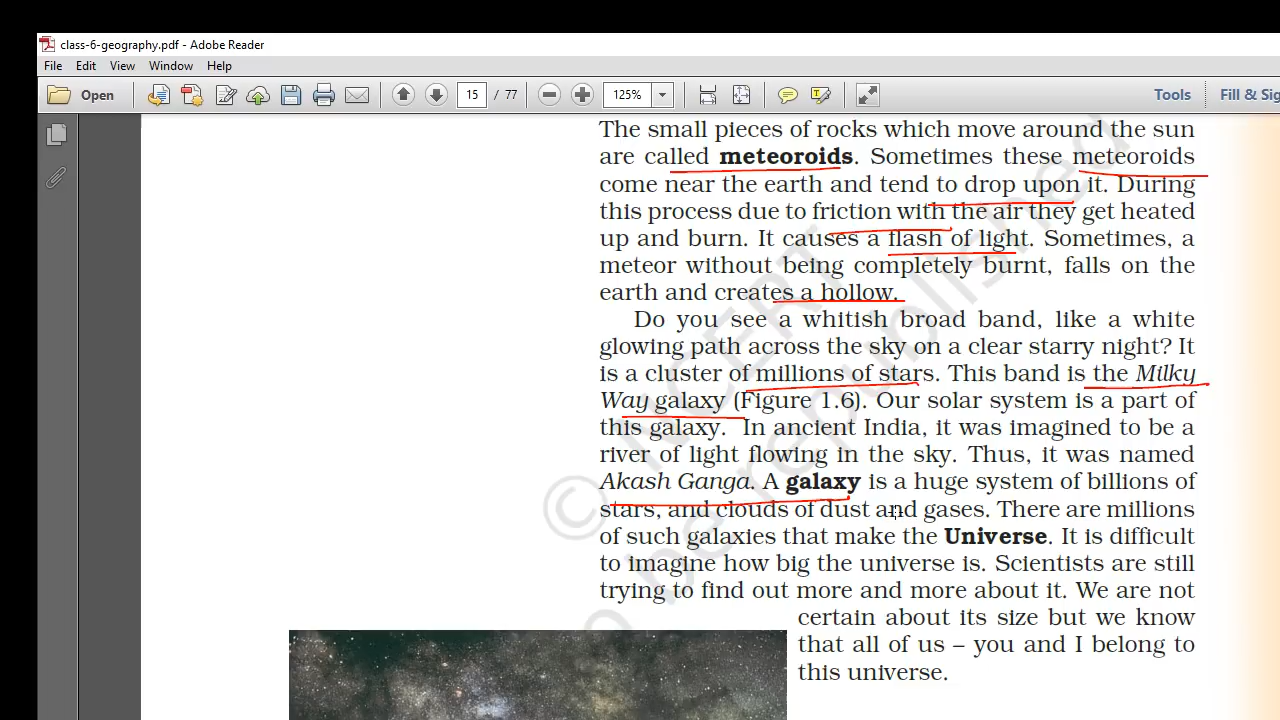 class-6-geography.pdf - Adobe Reader
File Edit View Window Help
Open 15 / 77 125% Tools Fill & Sig
The small pieces of rocks which move around the sun
are called meteoroids. Sometimes these meteoroids
come near the earth and tend to drop upon it. During
this process due to friction with the air they get heated
up and burn. It causes a flash of light. Sometimes, a
meteor without being completely burnt, falls on the
earth and creates a hollow.
Do you see a whitish broad band, like a white
glowing path across the sky on a clear starry night? It
is a cluster of millions of stars. This band is the Milky
Way galaxy (Figure 1.6). Our solar system is a part of
this galaxy. In ancient India, it was imagined to be a
river of light flowing in the sky. Thus, it was named
Akash Ganga. A galaxy is a huge system of billions of
stars, and clouds of dust and gases. There are millions
of such galaxies that make the Universe. It is difficult
to imagine how big the universe is. Scientists are still
trying to find out more and more about it. We are not
certain about its size but we know
that all of us – you and I belong to
this universe.
© NCERT
o be republished